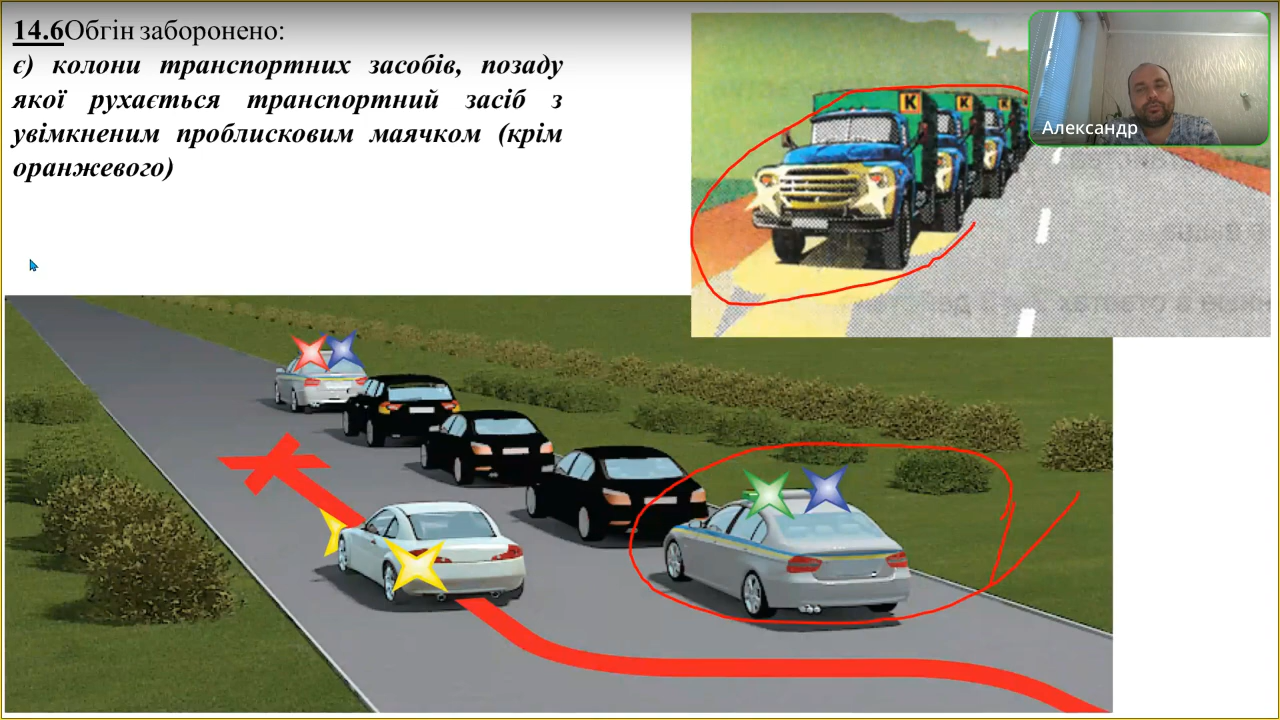 14.6Обгін заборонено:
є) колони транспортних засобів, позаду
якої рухається транспортний засіб з
увімкненим проблисковим маячком (крім
оранжевого)
К
К
К
Александр